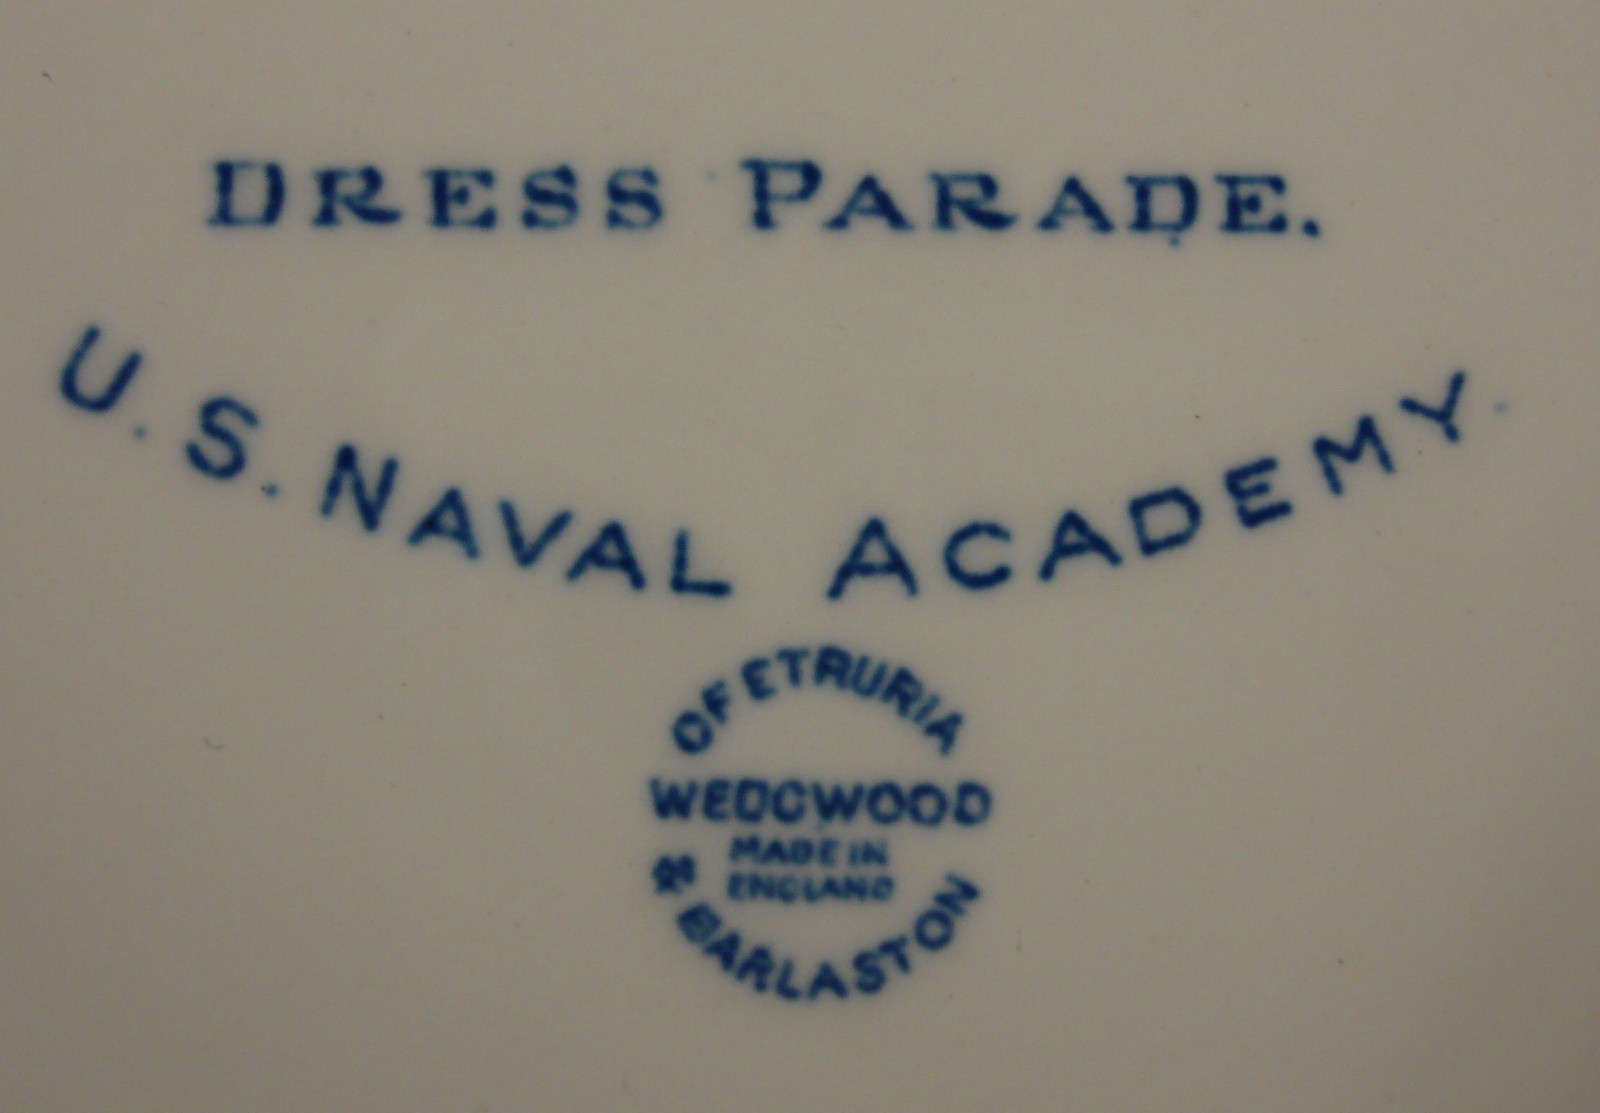 DRESS PARADE.
U.S. NAVAL ACADEMY.
OF ETRURIA
WEDGWOOD
MADE IN
ENGLAND
& BARLASTON